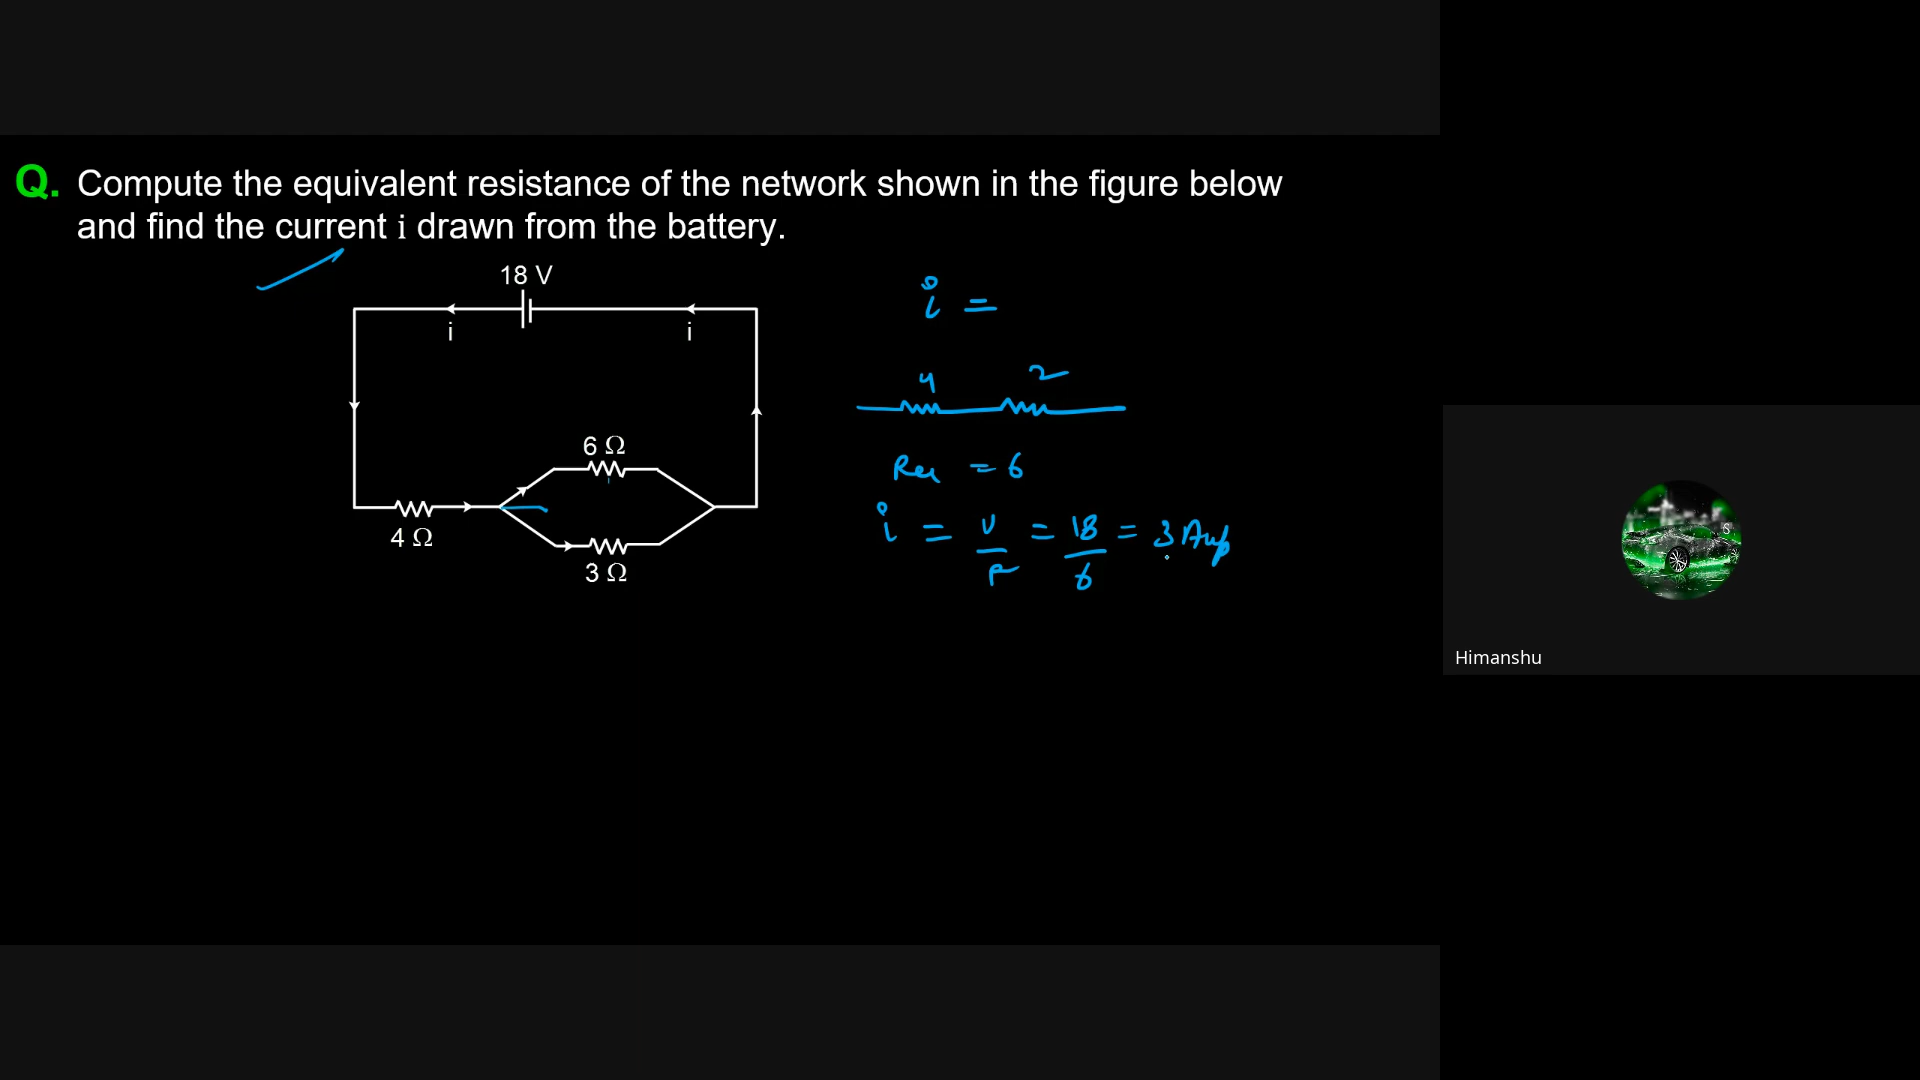 Q. Compute the equivalent resistance of the network shown in the figure below
and find the current i drawn from the battery.
18 V
i
i
6 Ω
4 Ω
3 Ω
i =
4 2
Req = 6
i = v/r = 18/6 = 3 Amp
S
Himanshu